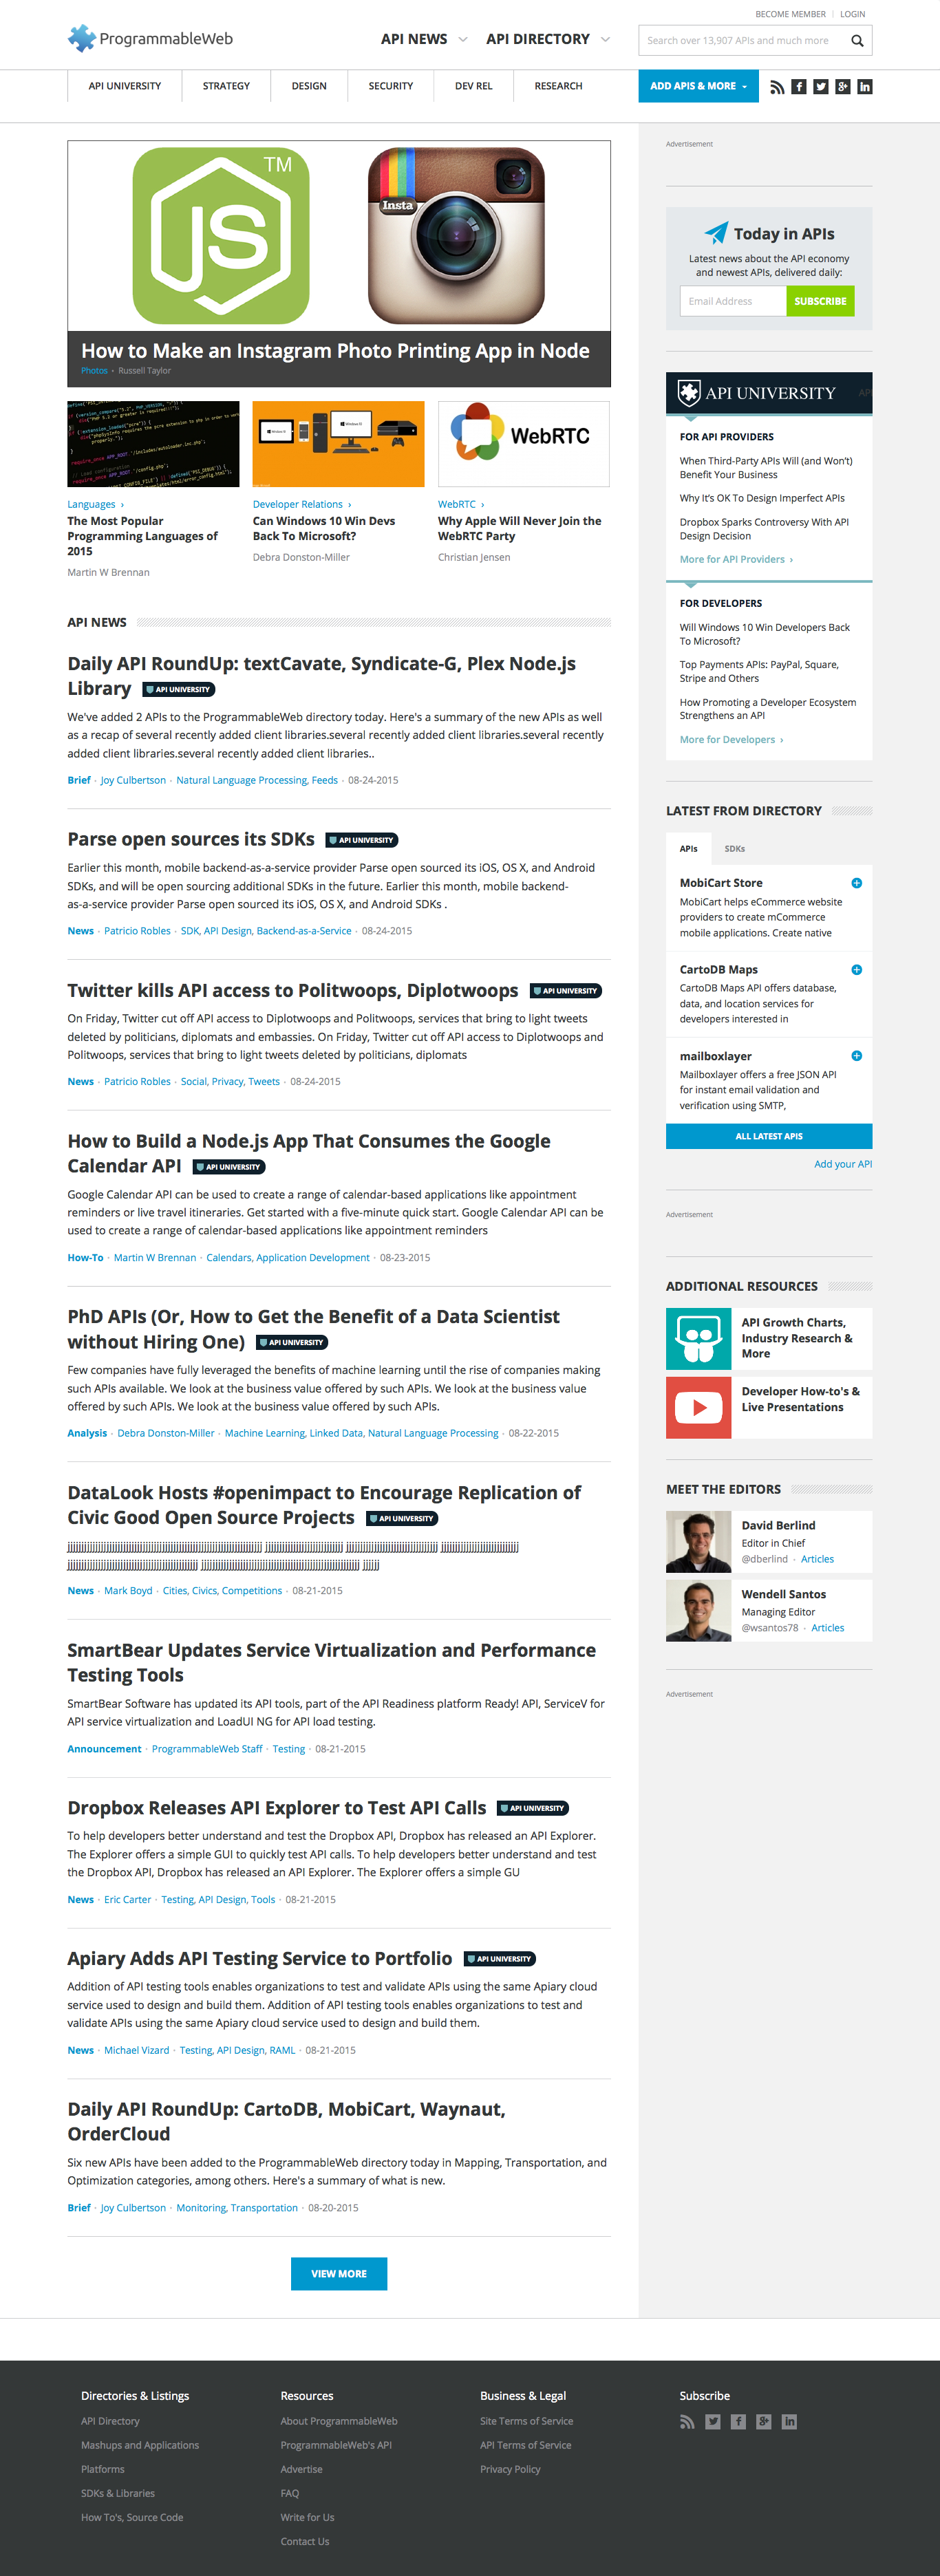 BECOME MEMBER | LOGIN
ProgrammableWeb
API NEWS
API DIRECTORY
Search over 13,907 APIs and much more
API UNIVERSITY
STRATEGY
DESIGN
SECURITY
DEV REL
RESEARCH
ADD APIS & MORE
JS
TM
Insta
How to Make an Instagram Photo Printing App in Node
Photos • Russell Taylor
WebRTC
Languages ›
The Most Popular
Programming Languages of
2015
Martin W Brennan
Developer Relations ›
Can Windows 10 Win Devs
Back To Microsoft?
Debra Donston-Miller
WebRTC ›
Why Apple Will Never Join the
WebRTC Party
Christian Jensen
API NEWS
Daily API RoundUp: textCavate, Syndicate-G, Plex Node.js
Library API UNIVERSITY
We've added 2 APIs to the ProgrammableWeb directory today. Here's a summary of the new APIs as well
as a recap of several recently added client libraries.several recently added client libraries.several recently
added client libraries.several recently added client libraries..
Brief · Joy Culbertson · Natural Language Processing, Feeds · 08-24-2015
Parse open sources its SDKs API UNIVERSITY
Earlier this month, mobile backend-as-a-service provider Parse open sourced its iOS, OS X, and Android
SDKs, and will be open sourcing additional SDKs in the future. Earlier this month, mobile backend-
as-a-service provider Parse open sourced its iOS, OS X, and Android SDKs .
News · Patricio Robles · SDK, API Design, Backend-as-a-Service · 08-24-2015
Twitter kills API access to Politwoops, Diplotwoops API UNIVERSITY
On Friday, Twitter cut off API access to Diplotwoops and Politwoops, services that bring to light tweets
deleted by politicians, diplomats and embassies. On Friday, Twitter cut off API access to Diplotwoops and
Politwoops, services that bring to light tweets deleted by politicians, diplomats
News · Patricio Robles · Social, Privacy, Tweets · 08-24-2015
How to Build a Node.js App That Consumes the Google
Calendar API API UNIVERSITY
Google Calendar API can be used to create a range of calendar-based applications like appointment
reminders or live travel itineraries. Get started with a five-minute quick start. Google Calendar API can be
used to create a range of calendar-based applications like appointment reminders
How-To · Martin W Brennan · Calendars, Application Development · 08-23-2015
PhD APIs (Or, How to Get the Benefit of a Data Scientist
without Hiring One) API UNIVERSITY
Few companies have fully leveraged the benefits of machine learning until the rise of companies making
such APIs available. We look at the business value offered by such APIs. We look at the business value
offered by such APIs. We look at the business value offered by such APIs.
Analysis · Debra Donston-Miller · Machine Learning, Linked Data, Natural Language Processing · 08-22-2015
DataLook Hosts #openimpact to Encourage Replication of
Civic Good Open Source Projects API UNIVERSITY
News · Mark Boyd · Cities, Civics, Competitions · 08-21-2015
SmartBear Updates Service Virtualization and Performance
Testing Tools
SmartBear Software has updated its API tools, part of the API Readiness platform Ready! API, ServiceV for
API service virtualization and LoadUI NG for API load testing.
Announcement · ProgrammableWeb Staff · Testing · 08-21-2015
Dropbox Releases API Explorer to Test API Calls API UNIVERSITY
To help developers better understand and test the Dropbox API, Dropbox has released an API Explorer.
The Explorer offers a simple GUI to quickly test API calls. To help developers better understand and test
the Dropbox API, Dropbox has released an API Explorer. The Explorer offers a simple GU
News · Eric Carter · Testing, API Design, Tools · 08-21-2015
Apiary Adds API Testing Service to Portfolio API UNIVERSITY
Addition of API testing tools enables organizations to test and validate APIs using the same Apiary cloud
service used to design and build them. Addition of API testing tools enables organizations to test and
validate APIs using the same Apiary cloud service used to design and build them.
News · Michael Vizard · Testing, API Design, RAML · 08-21-2015
Daily API RoundUp: CartoDB, MobiCart, Waynaut,
OrderCloud
Six new APIs have been added to the ProgrammableWeb directory today in Mapping, Transportation, and
Optimization categories, among others. Here's a summary of what is new.
Brief · Joy Culbertson · Monitoring, Transportation · 08-20-2015
VIEW MORE
Advertisement
Today in APIs
Latest news about the API economy
and newest APIs, delivered daily:
Email Address
SUBSCRIBE
API UNIVERSITY
FOR API PROVIDERS
When Third-Party APIs Will (and Won't)
Benefit Your Business
Why It's OK To Design Imperfect APIs
Dropbox Sparks Controversy With API
Design Decision
More for API Providers ›
FOR DEVELOPERS
Will Windows 10 Win Developers Back
To Microsoft?
Top Payments APIs: PayPal, Square,
Stripe and Others
How Promoting a Developer Ecosystem
Strengthens an API
More for Developers ›
LATEST FROM DIRECTORY
APIs
SDKs
MobiCart Store
MobiCart helps eCommerce website
providers to create mCommerce
mobile applications. Create native
CartoDB Maps
CartoDB Maps API offers database,
data, and location services for
developers interested in
mailboxlayer
Mailboxlayer offers a free JSON API
for instant email validation and
verification using SMTP,
ALL LATEST APIS
Add your API
Advertisement
ADDITIONAL RESOURCES
API Growth Charts,
Industry Research &
More
Developer How-to's &
Live Presentations
MEET THE EDITORS
David Berlind
Editor in Chief
@dberlind · Articles
Wendell Santos
Managing Editor
@wsantos78 · Articles
Advertisement
Directories & Listings
API Directory
Mashups and Applications
Platforms
SDKs & Libraries
How To's, Source Code
Resources
About ProgrammableWeb
ProgrammableWeb's API
Advertise
FAQ
Write for Us
Contact Us
Business & Legal
Site Terms of Service
API Terms of Service
Privacy Policy
Subscribe